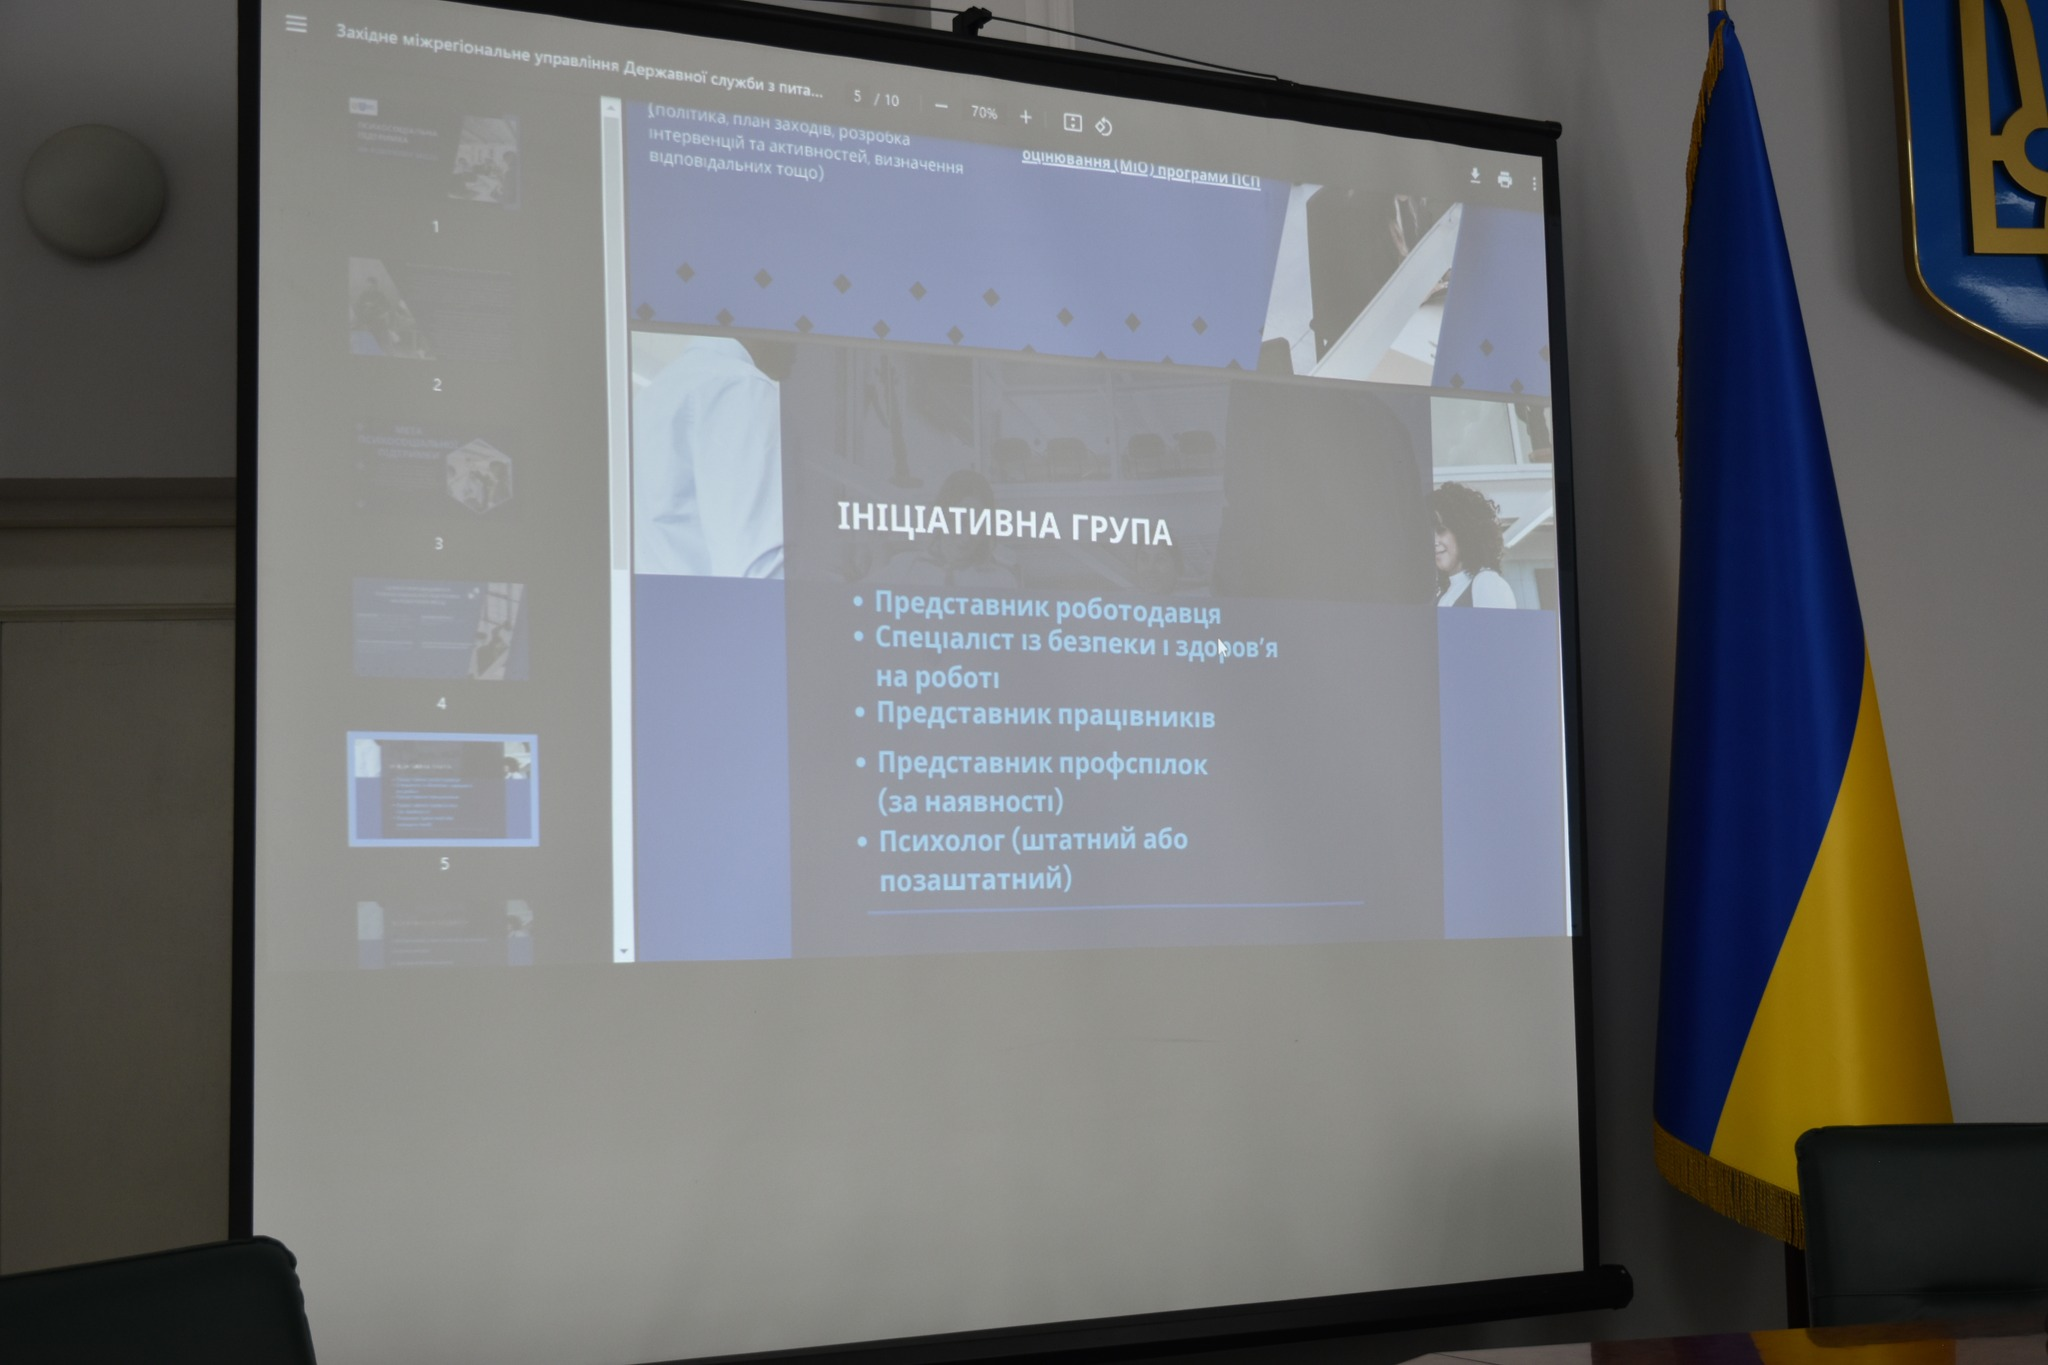 Західне міжрегіональне управління Державної служби з пита...
5 / 10
70%
(політика, план заходів, розробка
інтервенцій та активностей, визначення
відповідальних тощо)
оцінювання (МіО) програми ПСП
1
2
3
4
5
ІНІЦІАТИВНА ГРУПА
• Представник роботодавця
• Спеціаліст із безпеки і здоров'я
на роботі
• Представник працівників
• Представник профспілок
(за наявності)
• Психолог (штатний або
позаштатний)